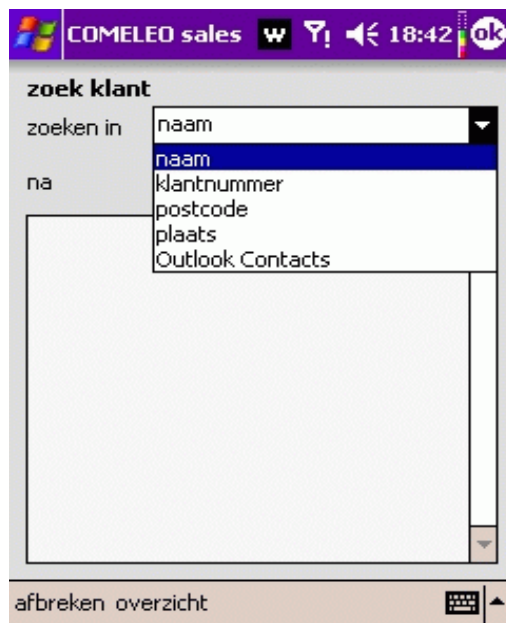 COMELEO sales W 18:42 ok
zoek klant
zoeken in naam
naam
na klantnummer
postcode
plaats
Outlook Contacts
afbreken overzicht